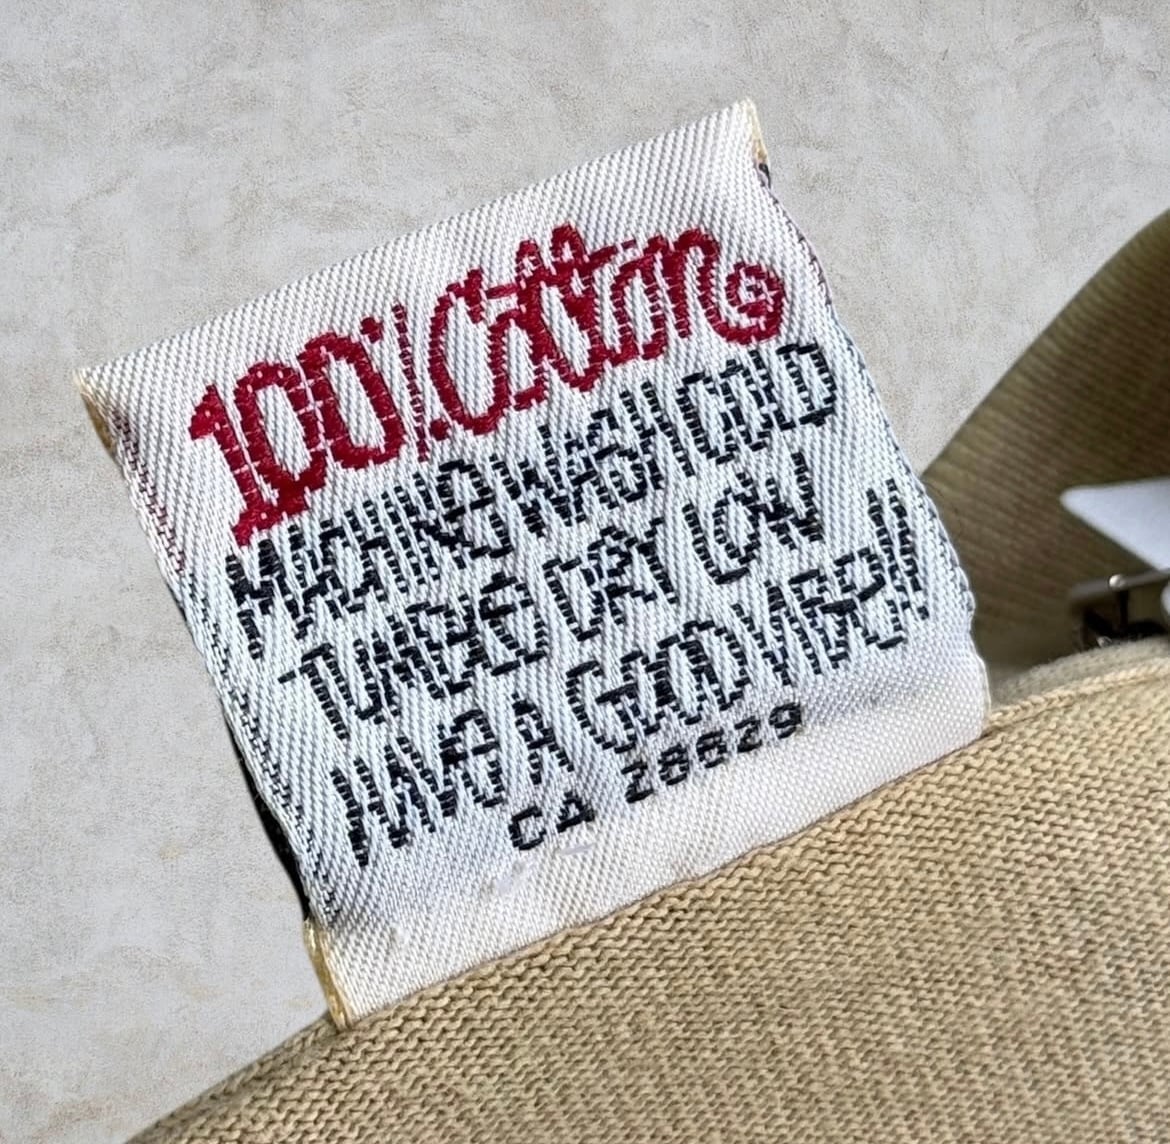 100% Cotton
MACHINE WASH COLD
TUMBLE DRY LOW
HAVE A GOOD VIBE!!
CA 28829